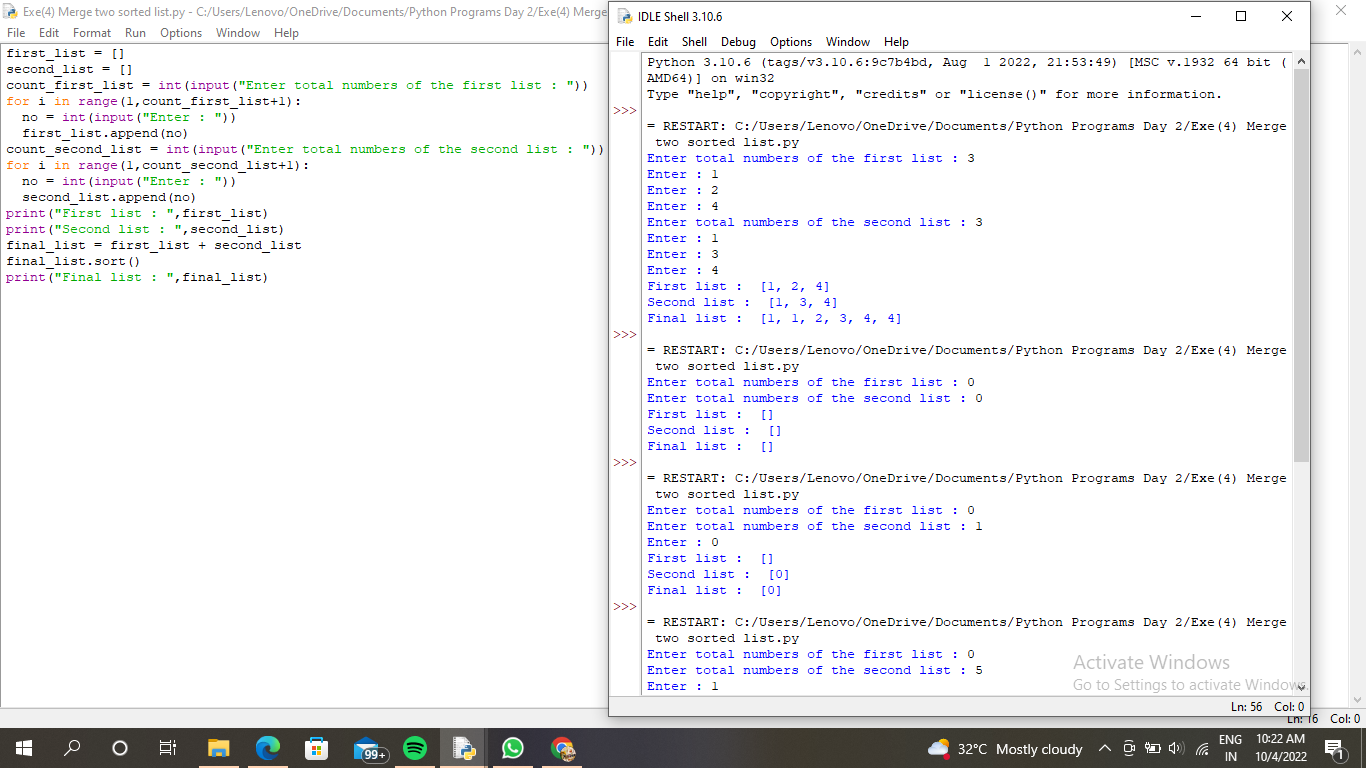 Exe(4) Merge two sorted list.py - C:/Users/Lenovo/OneDrive/Documents/Python Programs Day 2/Exe(4) Merge
File Edit Format Run Options Window Help
first_list = []
second_list = []
count_first_list = int(input("Enter total numbers of the first list : "))
for i in range(1,count_first_list+1):
  no = int(input("Enter : "))
  first_list.append(no)
count_second_list = int(input("Enter total numbers of the second list : "))
for i in range(1,count_second_list+1):
  no = int(input("Enter : "))
  second_list.append(no)
print("First list : ",first_list)
print("Second list : ",second_list)
final_list = first_list + second_list
final_list.sort()
print("Final list : ",final_list)
IDLE Shell 3.10.6
File Edit Shell Debug Options Window Help
Python 3.10.6 (tags/v3.10.6:9c7b4bd, Aug  1 2022, 21:53:49) [MSC v.1932 64 bit (
AMD64)] on win32
Type "help", "copyright", "credits" or "license()" for more information.
>>>
= RESTART: C:/Users/Lenovo/OneDrive/Documents/Python Programs Day 2/Exe(4) Merge
 two sorted list.py
Enter total numbers of the first list : 3
Enter : 1
Enter : 2
Enter : 4
Enter total numbers of the second list : 3
Enter : 1
Enter : 3
Enter : 4
First list :  [1, 2, 4]
Second list :  [1, 3, 4]
Final list :  [1, 1, 2, 3, 4, 4]
>>>
= RESTART: C:/Users/Lenovo/OneDrive/Documents/Python Programs Day 2/Exe(4) Merge
 two sorted list.py
Enter total numbers of the first list : 0
Enter total numbers of the second list : 0
First list :  []
Second list :  []
Final list :  []
>>>
= RESTART: C:/Users/Lenovo/OneDrive/Documents/Python Programs Day 2/Exe(4) Merge
 two sorted list.py
Enter total numbers of the first list : 0
Enter total numbers of the second list : 1
Enter : 0
First list :  []
Second list :  [0]
Final list :  [0]
>>>
= RESTART: C:/Users/Lenovo/OneDrive/Documents/Python Programs Day 2/Exe(4) Merge
 two sorted list.py
Enter total numbers of the first list : 0
Enter total numbers of the second list : 5
Enter : 1
Activate Windows
Go to Settings to activate Windows.
Ln: 56 Col: 0
Ln: 16 Col: 0
99+
32°C Mostly cloudy
ENG
IN
10:22 AM
10/4/2022
1